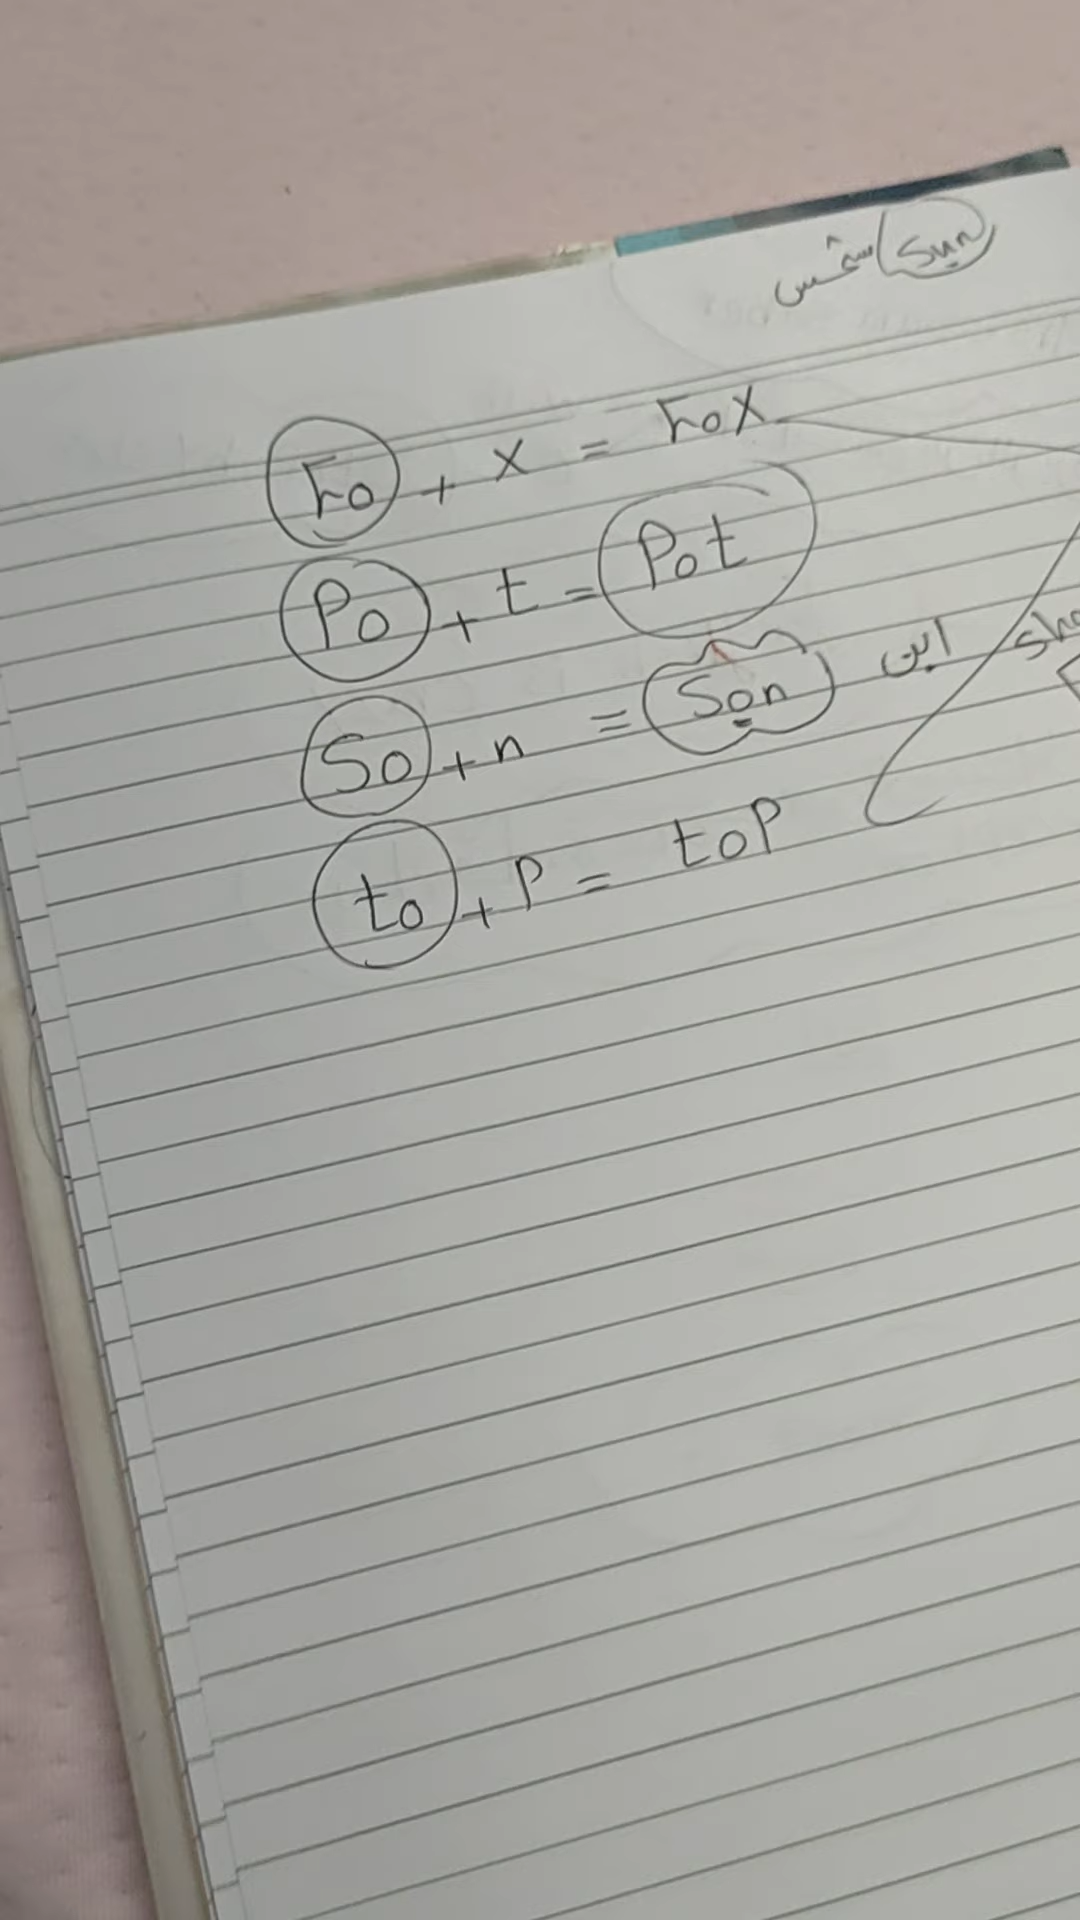 شمس (sun)
Fo + x = Fox
Po + t = Pot
So + n = Son ابن
to + P = toP